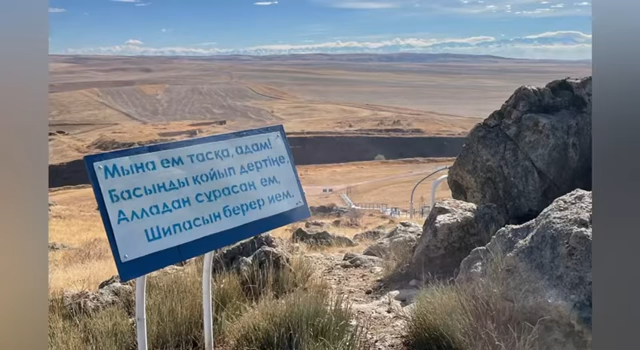 Мына ем тасқа, адам!
Басыңды қойып дертіңе,
Алладан сұрасаң ем,
Шипасын берер ием.